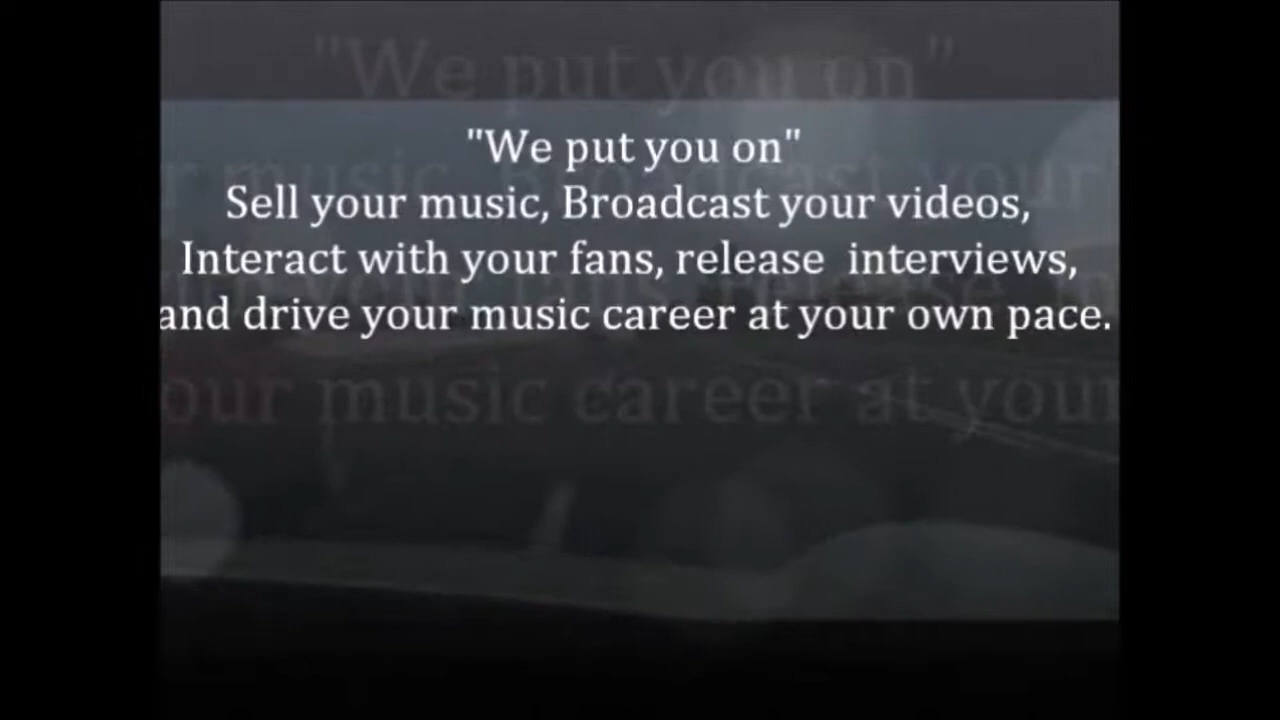 "We put you on"
Sell your music, Broadcast your videos,
Interact with your fans, release  interviews,
and drive your music career at your own pace.